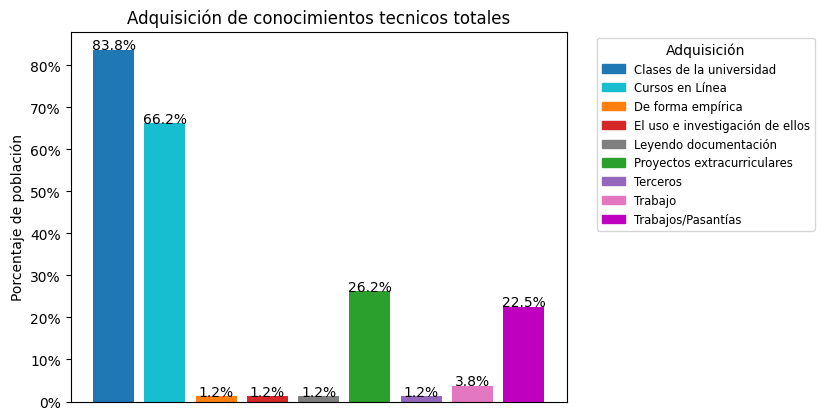 Adquisición de conocimientos tecnicos totales
Porcentaje de población
80%
70%
60%
50%
40%
30%
20%
10%
0%
83.8%
66.2%
1.2%
1.2%
1.2%
26.2%
1.2%
3.8%
22.5%
Adquisición
Clases de la universidad
Cursos en Línea
De forma empírica
El uso e investigación de ellos
Leyendo documentación
Proyectos extracurriculares
Terceros
Trabajo
Trabajos/Pasantías